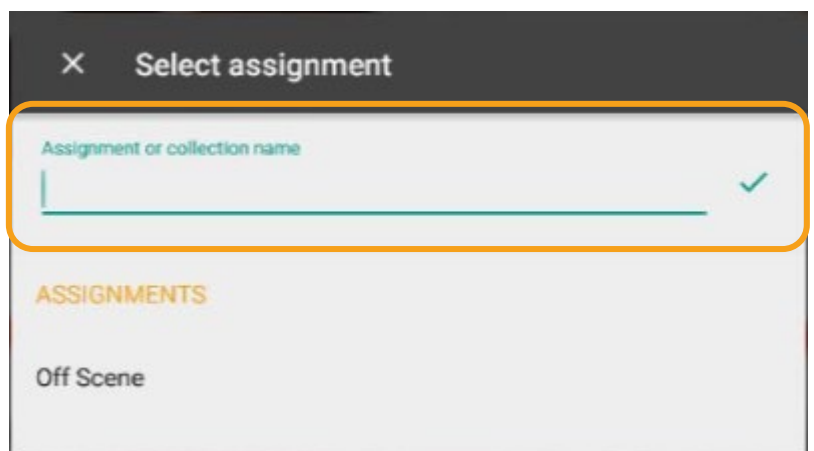 Select assignment
Assignment or collection name
ASSIGNMENTS
Off Scene